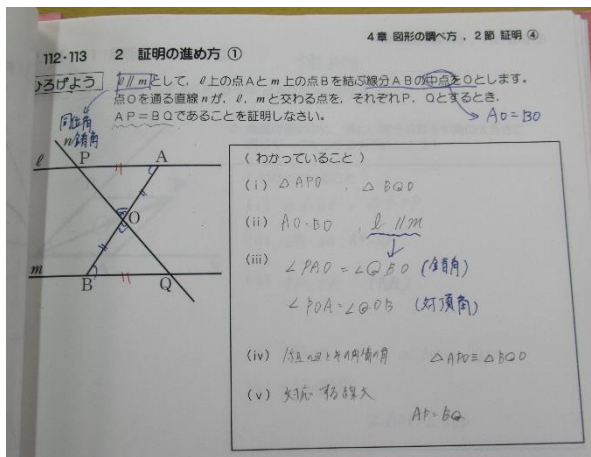 4章 図形の調べ方，2節 証明④
112・113 2 証明の進め方 ①
ひろげよう
ℓ//mとして，ℓ上の点Aとm上の点Bを結ぶ線分ABの中点をOとします。
点Oを通る直線nが，ℓ，mと交わる点を，それぞれP，Qとするとき，
AP＝BQであることを証明しなさい。
AO=BO
同位角
錯角
n
ℓ P A
O
m B Q
(わかっていること)
(i) △APO , △BQO
(ii) AO=BO , ℓ//m
(iii) ∠PAO=∠QBO (錯角)
∠POA=∠QOB (対頂角)
(iv) 1組の辺とその両端の角 △APO≡△BQO
(v) 対応する
AP=BQ